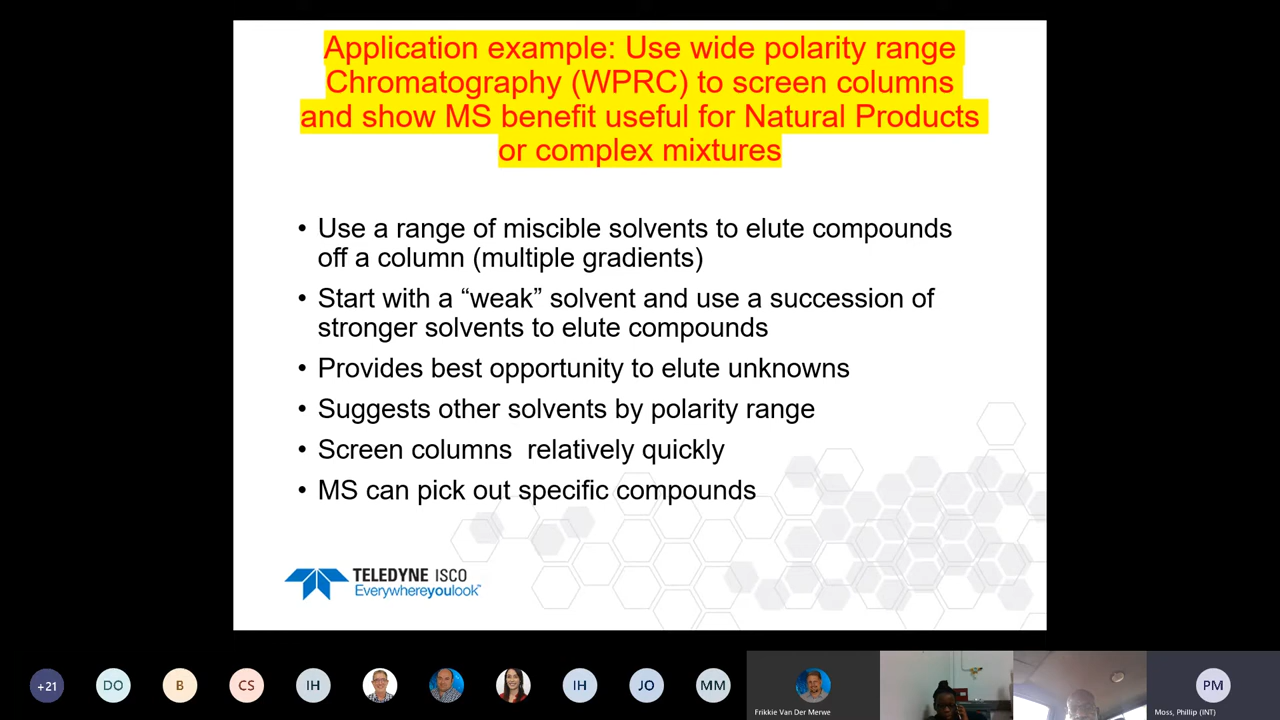 Application example: Use wide polarity range
Chromatography (WPRC) to screen columns
and show MS benefit useful for Natural Products
or complex mixtures
• Use a range of miscible solvents to elute compounds
off a column (multiple gradients)
• Start with a “weak” solvent and use a succession of
stronger solvents to elute compounds
• Provides best opportunity to elute unknowns
• Suggests other solvents by polarity range
• Screen columns  relatively quickly
• MS can pick out specific compounds
TELEDYNE ISCO
Everywhereyoulook™
+21
DO
B
CS
IH
IH
JO
MM
Frikkie Van Der Merwe
PM
Moss, Phillip (INT)